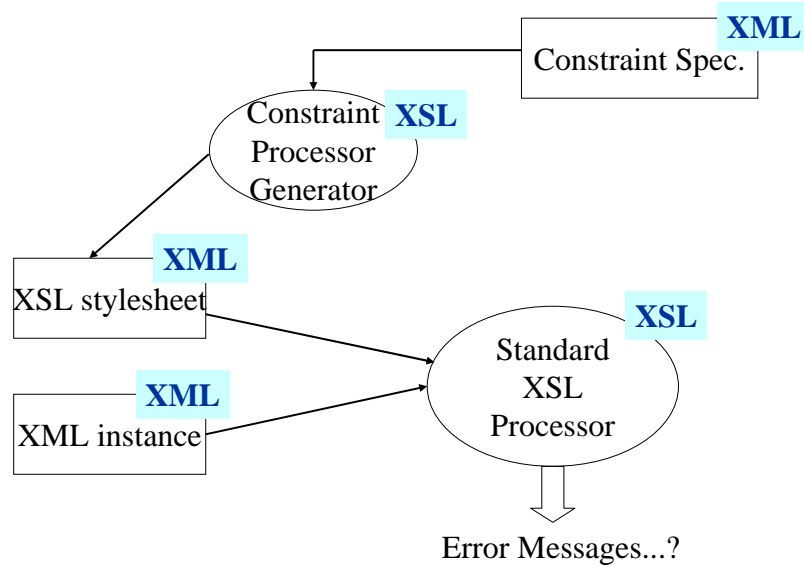 XML
Constraint Spec.
XSL
Constraint
Processor
Generator
XML
XSL stylesheet
XSL
Standard
XSL
Processor
XML
XML instance
Error Messages...?